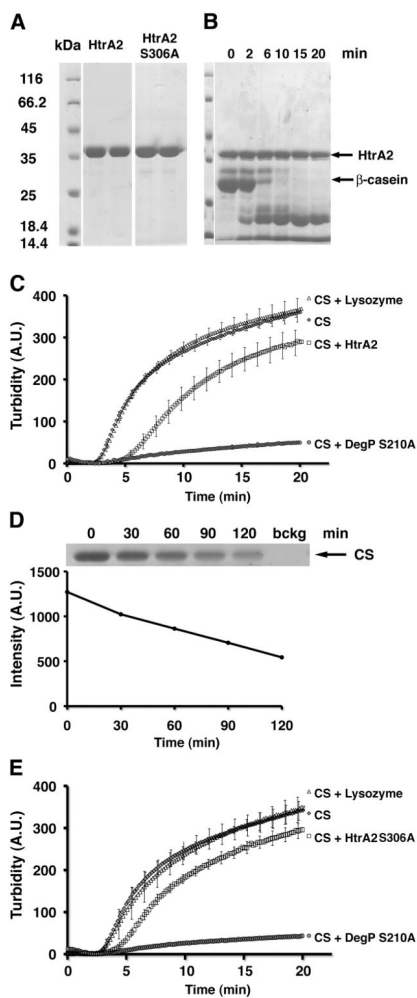 A
B
kDa HtrA2 HtrA2 S306A
0 2 6 10 15 20 min
116
66.2
45
35
25
18.4
14.4
HtrA2
β-casein
C
Turbidity (A.U.)
400
300
200
100
0
0 5 10 15 20
Time (min)
CS + Lysozyme
CS
CS + HtrA2
CS + DegP S210A
D
0 30 60 90 120 bckg min
CS
Intensity (A.U.)
1500
1000
500
0
0 30 60 90 120
Time (min)
E
Turbidity (A.U.)
400
300
200
100
0
0 5 10 15 20
Time (min)
CS + Lysozyme
CS
CS + HtrA2S306A
CS + DegP S210A